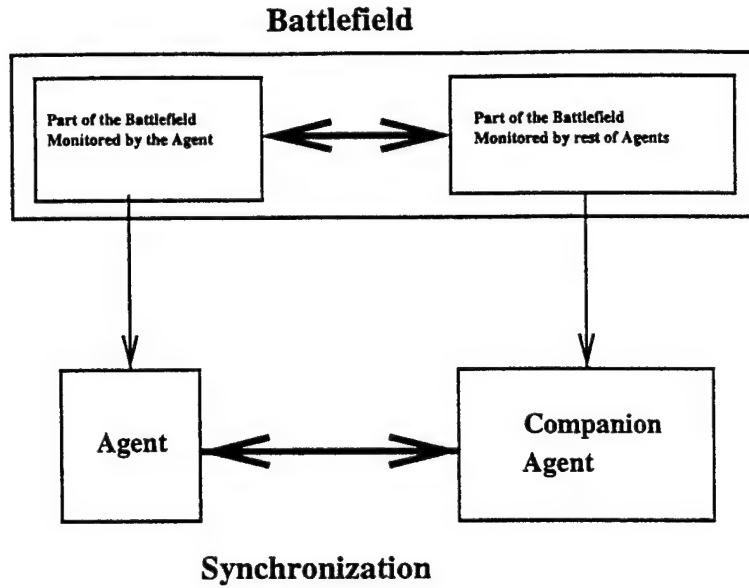 Battlefield
Part of the Battlefield
Monitored by the Agent
Part of the Battlefield
Monitored by rest of Agents
Agent
Companion
Agent
Synchronization